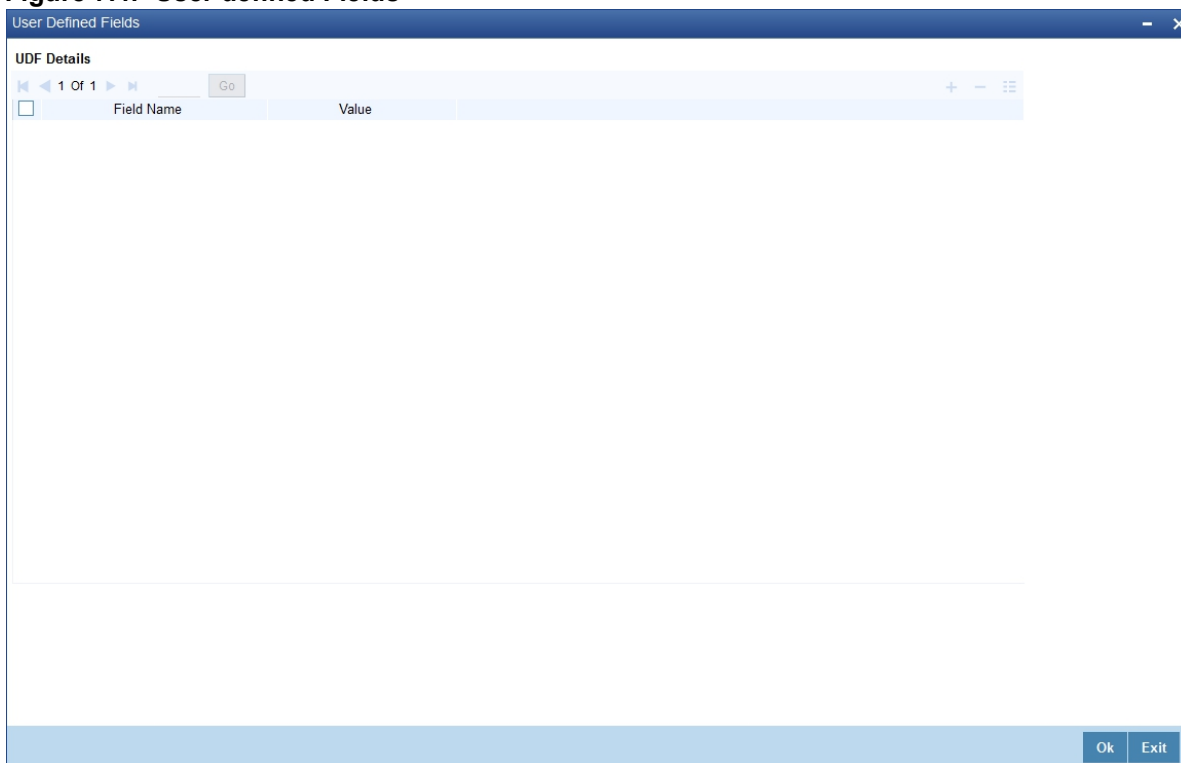 User Defined Fields
UDF Details
1 Of 1 Go
Field Name Value
Ok Exit